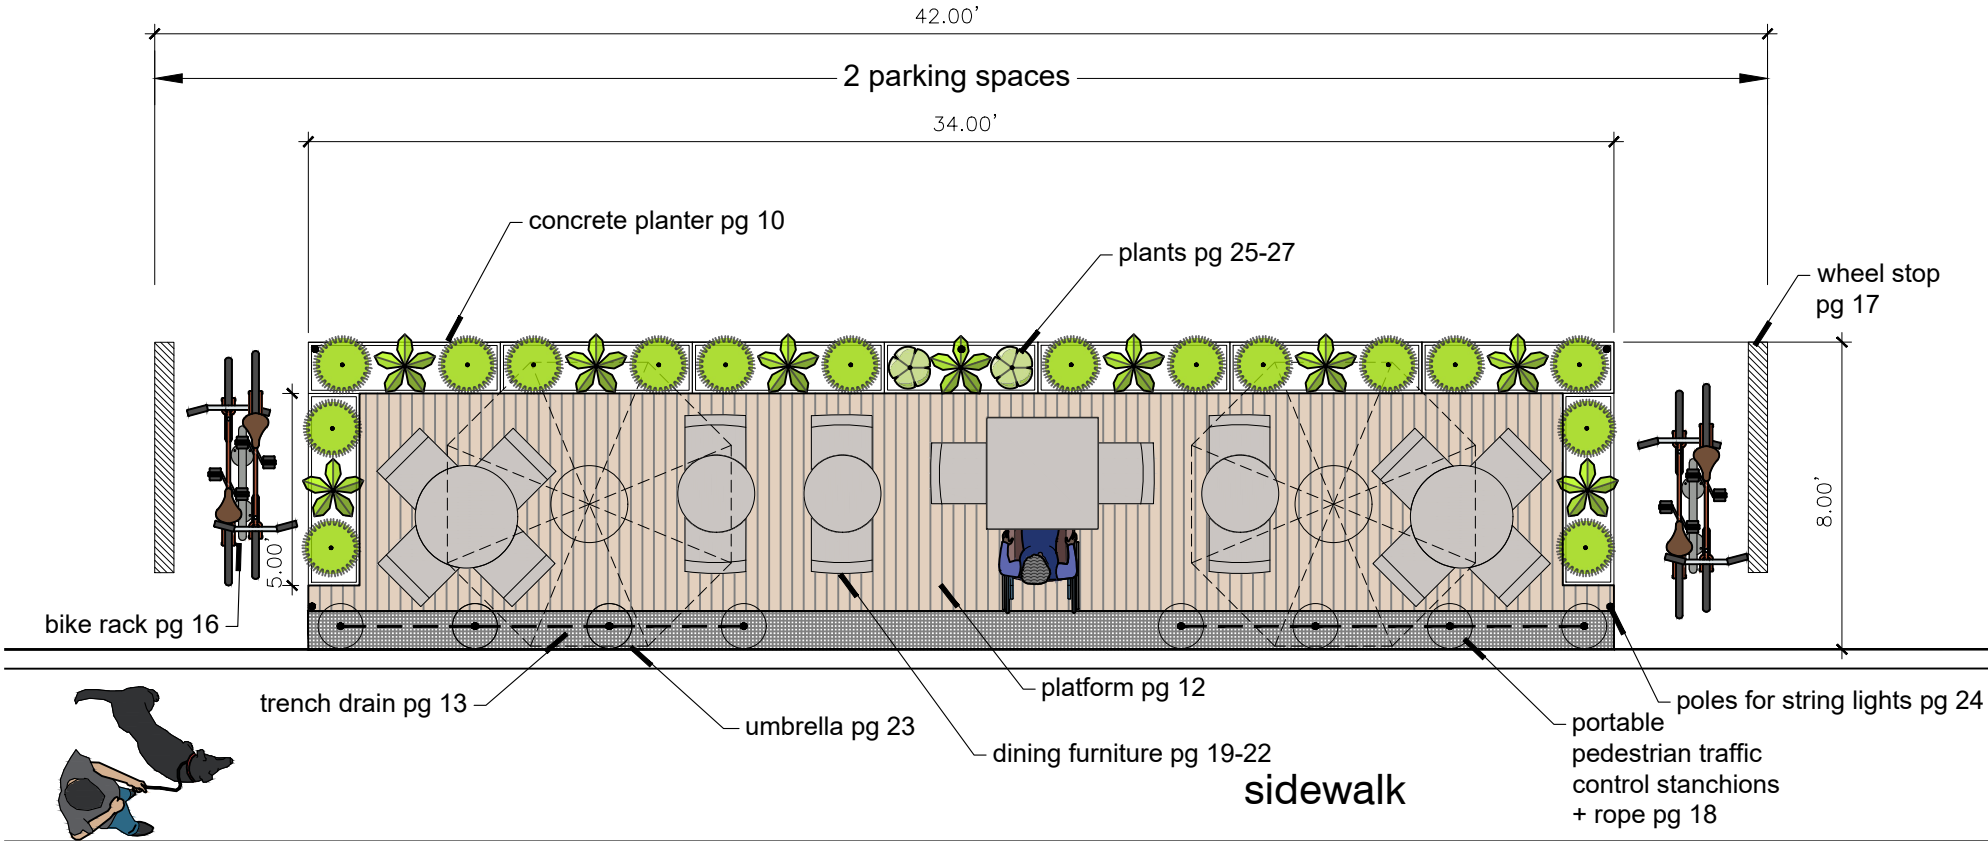 42.00'
2 parking spaces
34.00'
concrete planter pg 10
plants pg 25-27
wheel stop
pg 17
8.00'
5.00'
bike rack pg 16
trench drain pg 13
umbrella pg 23
platform pg 12
dining furniture pg 19-22
poles for string lights pg 24
portable
pedestrian traffic
control stanchions
+ rope pg 18
sidewalk